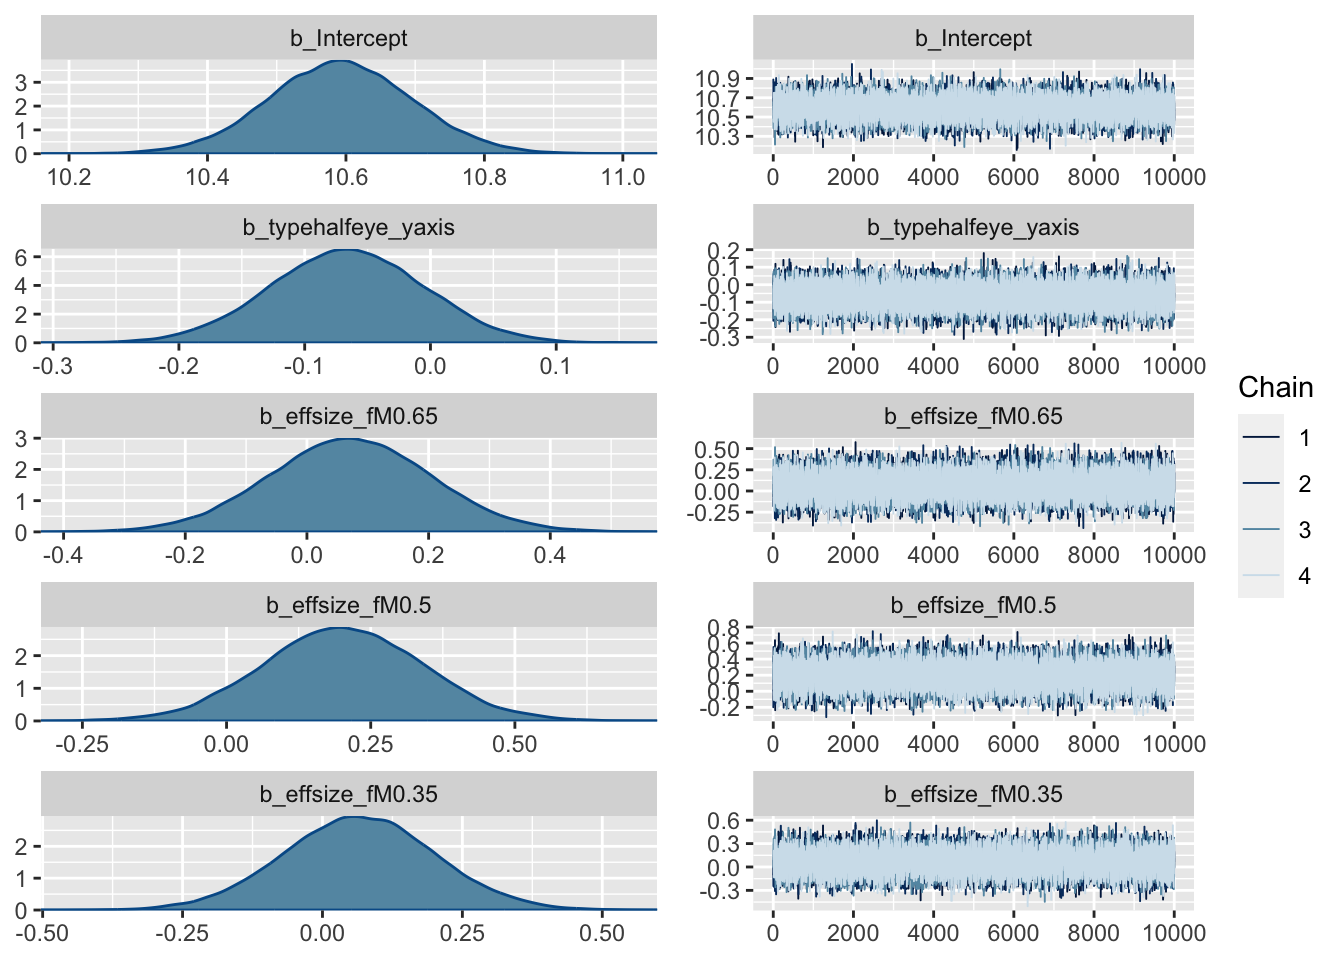 b_Intercept
3
2
1
0
10.2 10.4 10.6 10.8 11.0
b_Intercept
10.9
10.7
10.5
10.3
0 2000 4000 6000 8000 10000
b_typehalfeye_yaxis
6
4
2
0
-0.3 -0.2 -0.1 0.0 0.1
b_typehalfeye_yaxis
0.2
0.1
0.0
-0.1
-0.2
-0.3
0 2000 4000 6000 8000 10000
b_effsize_fM0.65
3
2
1
0
-0.4 -0.2 0.0 0.2 0.4
b_effsize_fM0.65
0.50
0.25
0.00
-0.25
0 2000 4000 6000 8000 10000
b_effsize_fM0.5
2
1
0
-0.25 0.00 0.25 0.50
b_effsize_fM0.5
0.8
0.6
0.4
0.2
0.0
-0.2
0 2000 4000 6000 8000 10000
b_effsize_fM0.35
2
1
0
-0.50 -0.25 0.00 0.25 0.50
b_effsize_fM0.35
0.6
0.3
0.0
-0.3
0 2000 4000 6000 8000 10000
Chain
1
2
3
4